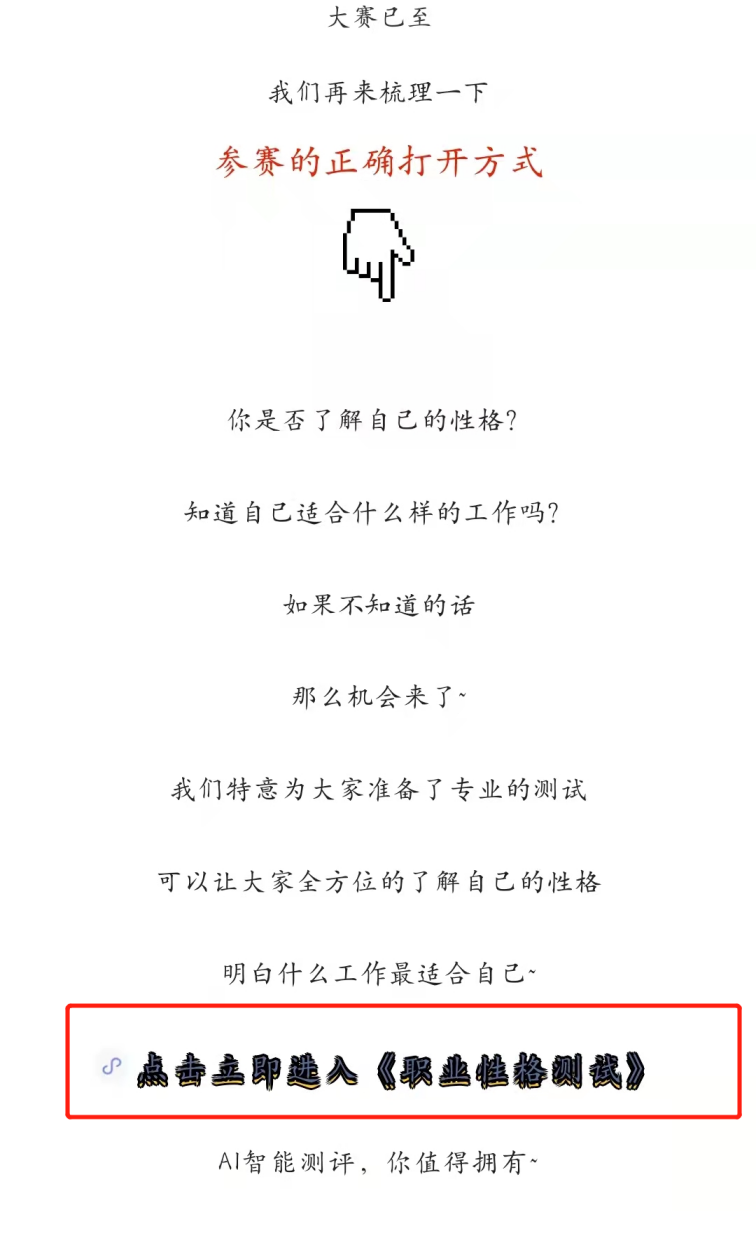 大赛已至
我们再来梳理一下
参赛的正确打开方式
你是否了解自己的性格?
知道自己适合什么样的工作吗?
如果不知道的话
那么机会来了~
我们特意为大家准备了专业的测试
可以让大家全方位的了解自己的性格
明白什么工作最适合自己~
点击立即进入《职业性格测试》
AI智能测评，你值得拥有~